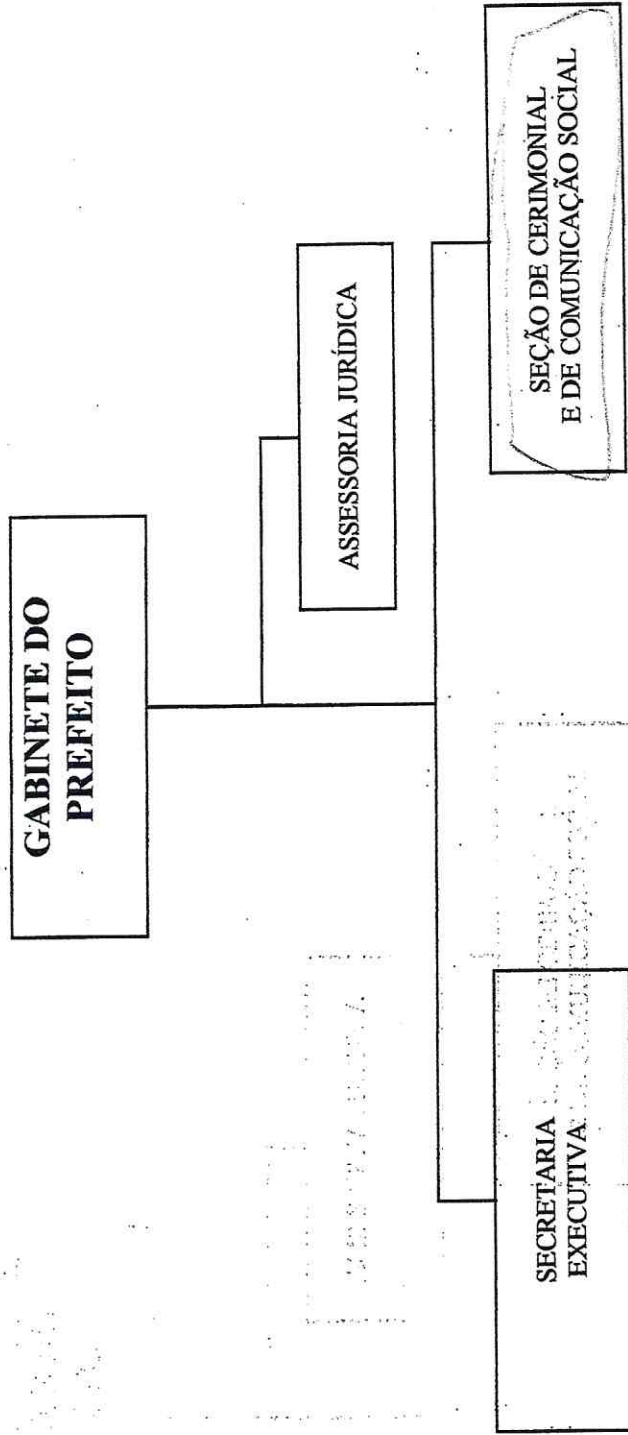 GABINETE DO
PREFEITO
ASSESSORIA JURÍDICA
SECRETARIA
EXECUTIVA
SEÇÃO DE CERIMONIAL
E DE COMUNICAÇÃO SOCIAL